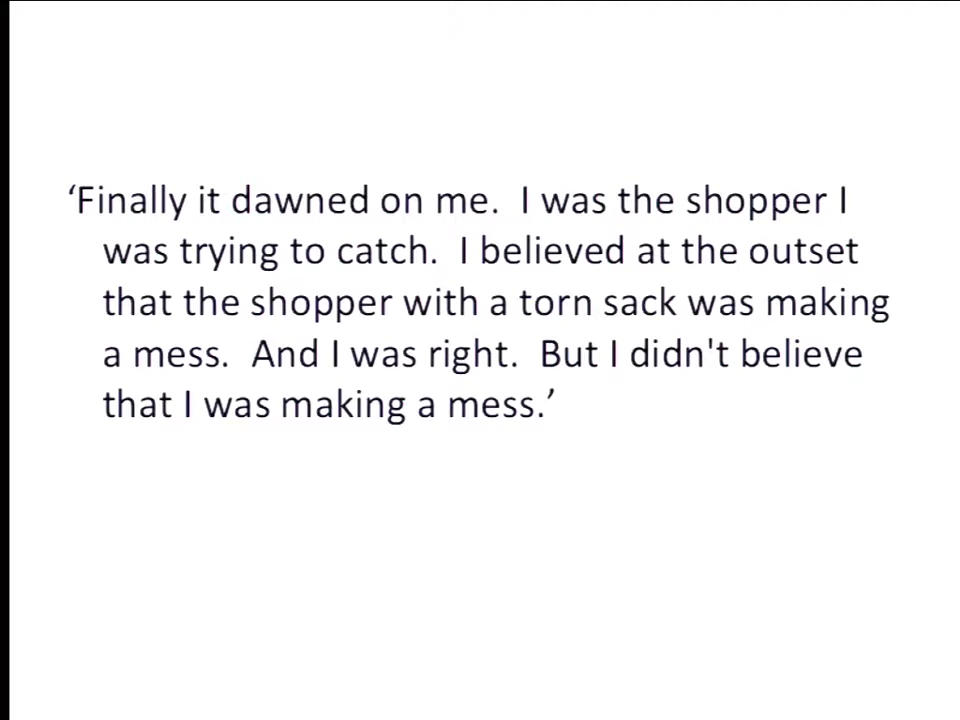 ‘Finally it dawned on me.  I was the shopper I
was trying to catch.  I believed at the outset
that the shopper with a torn sack was making
a mess.  And I was right.  But I didn't believe
that I was making a mess.’